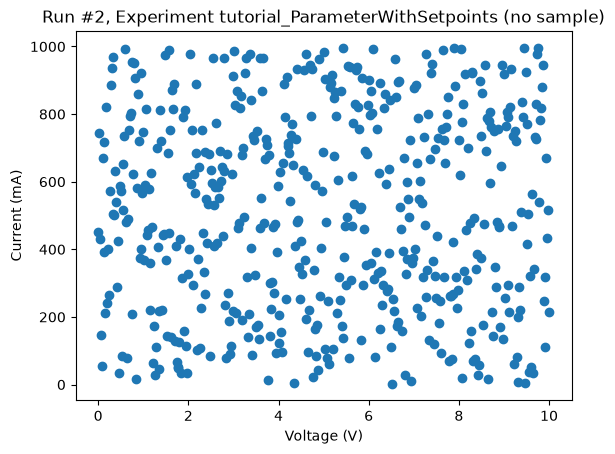 Run #2, Experiment tutorial_ParameterWithSetpoints (no sample)
1000
800
600
400
200
0
Current (mA)
0 2 4 6 8 10
Voltage (V)